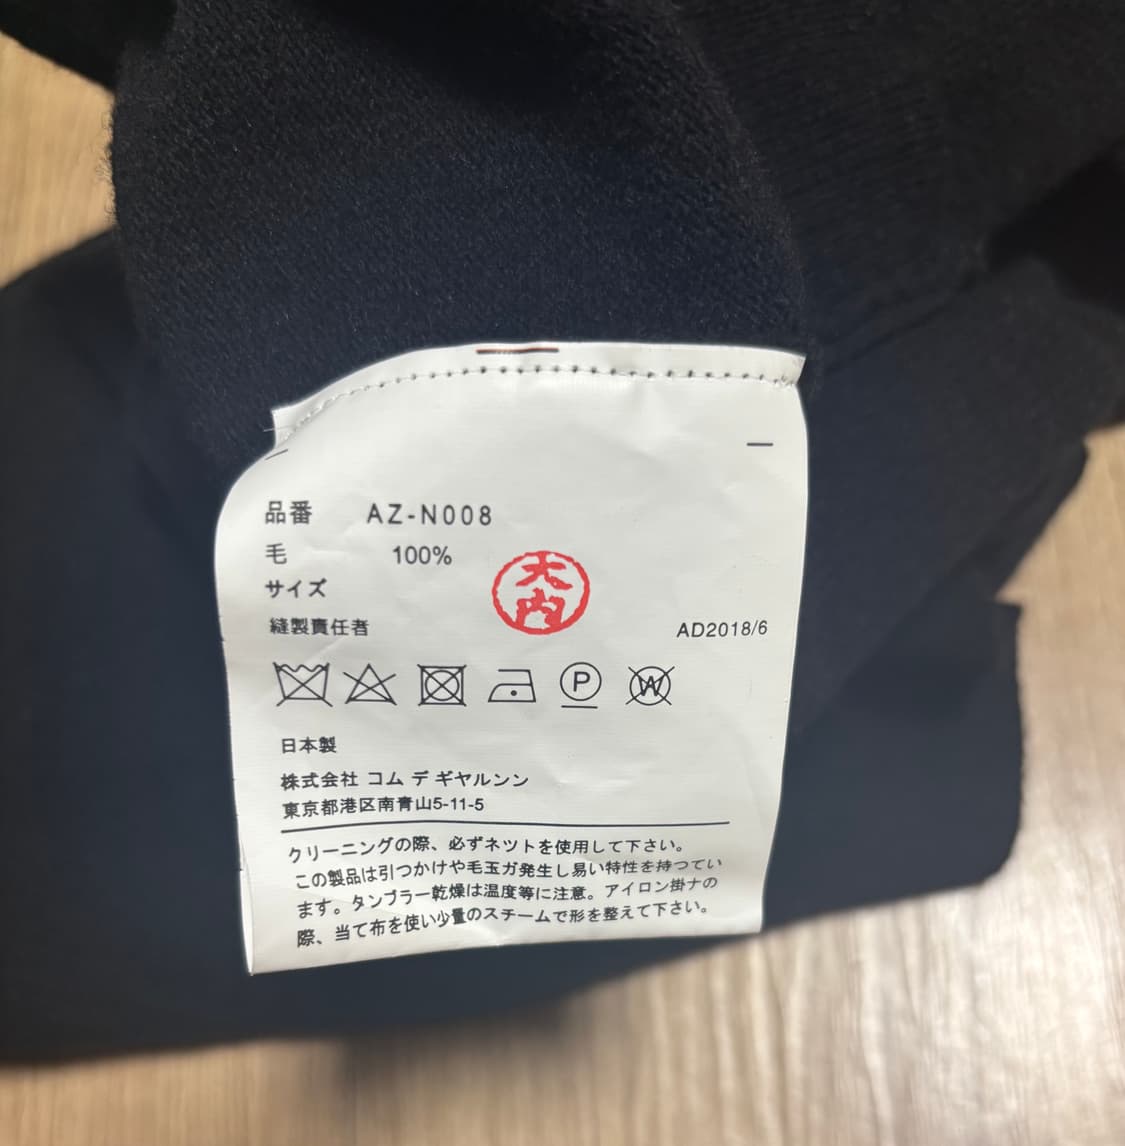 品番 AZ-N008
毛 100%
サイズ
大内
縫製責任者
AD2018/6
P W
日本製
株式会社 コム デ ギヤルンン
東京都港区南青山5-11-5
クリーニングの際、必ずネツトを使用して下さい。
この製品は引つかけや毛玉ガ発生し易い特性を持つてい
ます。タンブラー乾燥は温度等に注意。アイロン掛ナの
際、当て布を使い少量のスチームで形を整えて下さい。